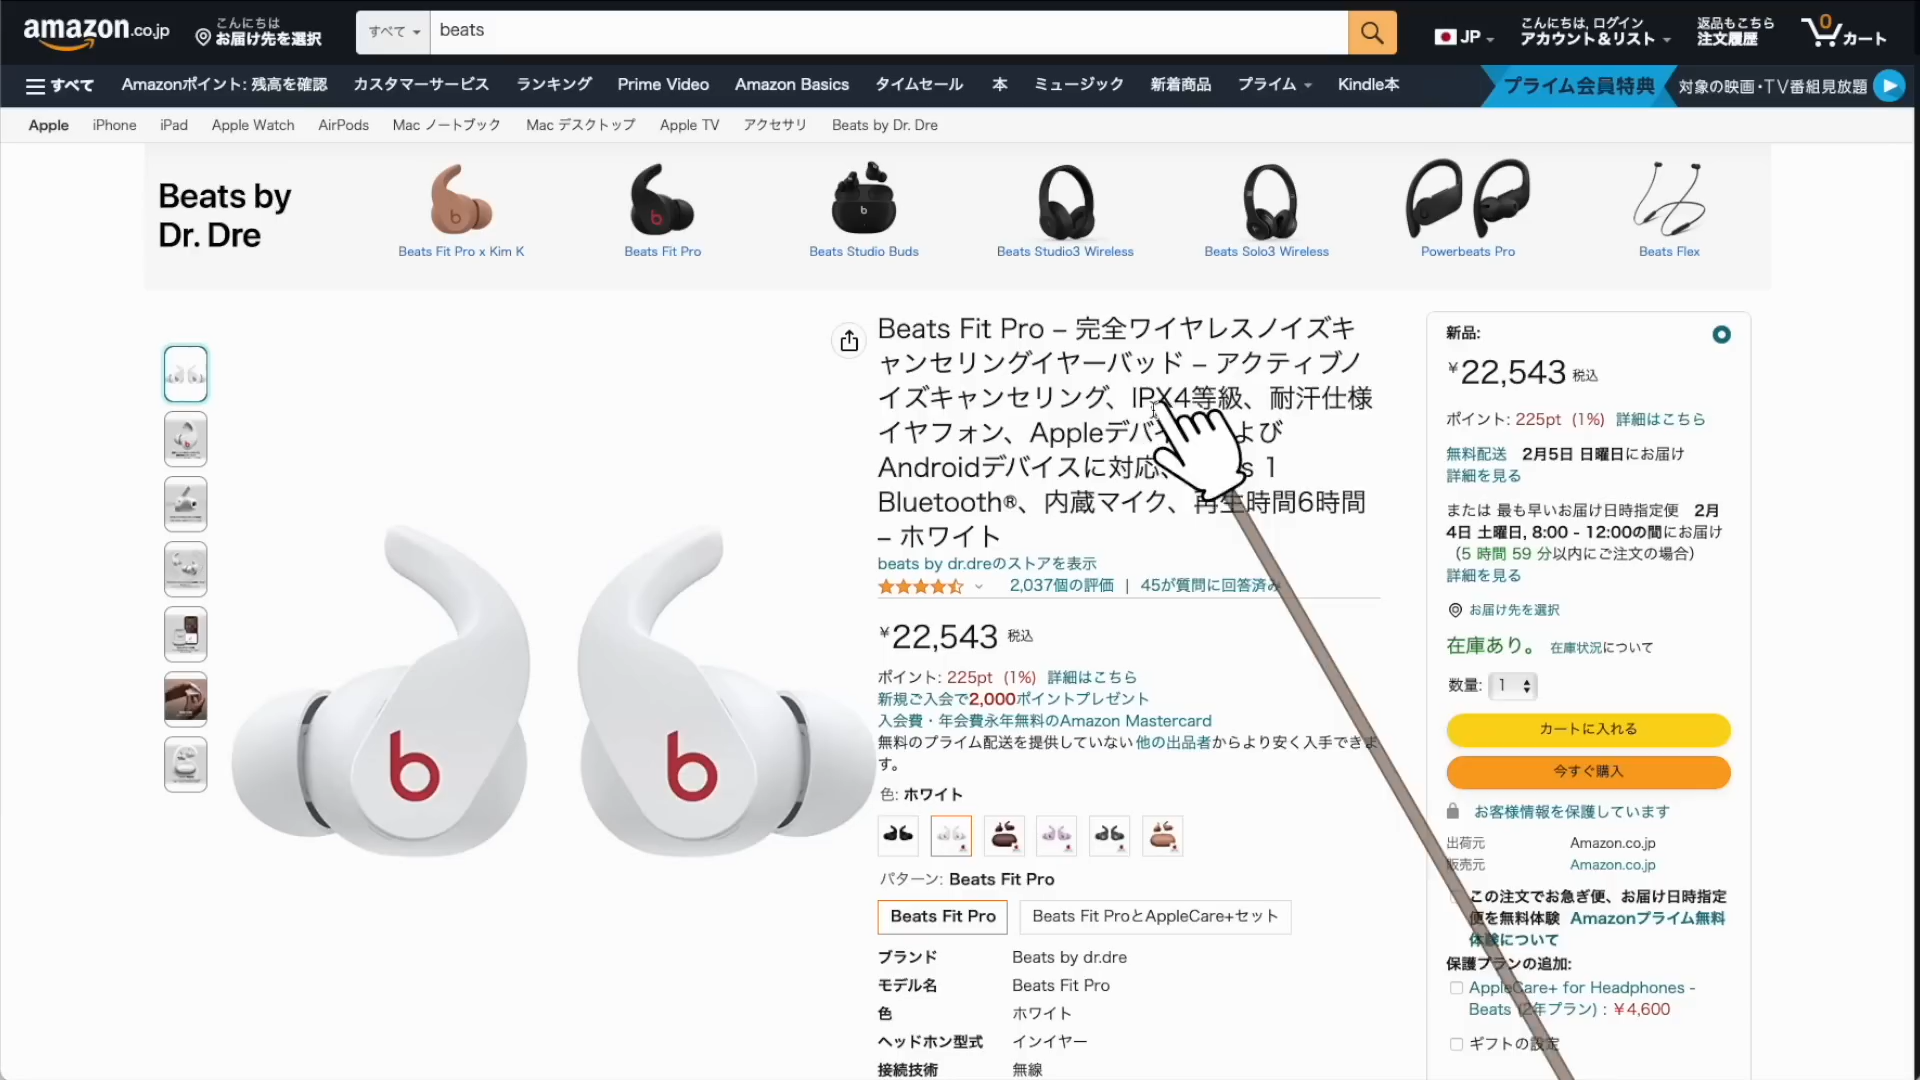 amazon.co.jp
こんにちは
お届け先を選択
すべて
beats
JP
こんにちは, ログイン
アカウント&リスト
返品もこちら
注文履歴
0
カート
すべて
Amazonポイント: 残高を確認
カスタマーサービス
ランキング
Prime Video
Amazon Basics
タイムセール
本
ミュージック
新着商品
プライム
Kindle本
プライム会員特典
対象の映画・TV番組見放題
Apple
iPhone
iPad
Apple Watch
AirPods
Mac ノートブック
Mac デスクトップ
Apple TV
アクセサリ
Beats by Dr. Dre
Beats by
Dr. Dre
Beats Fit Pro x Kim K
Beats Fit Pro
Beats Studio Buds
Beats Studio3 Wireless
Beats Solo3 Wireless
Powerbeats Pro
Beats Flex
Beats Fit Pro – 完全ワイヤレスノイズキ
ャンセリングイヤーバッド – アクティブノ
イズキャンセリング、IPX4等級、耐汗仕様
イヤフォン、Appleデバ よび
Androidデバイスに対応、 s 1
Bluetooth®、内蔵マイク、再生時間6時間
– ホワイト
beats by dr.dreのストアを表示
2,037個の評価 | 45が質問に回答済み
¥22,543 税込
ポイント: 225pt (1%) 詳細はこちら
新規ご入会で2,000ポイントプレゼント
入会費・年会費永年無料のAmazon Mastercard
無料のプライム配送を提供していない 他の出品者からより安く入手できま
す。
色: ホワイト
パターン: Beats Fit Pro
Beats Fit Pro
Beats Fit ProとAppleCare+セット
ブランド Beats by dr.dre
モデル名 Beats Fit Pro
色 ホワイト
ヘッドホン型式 インイヤー
接続技術 無線
新品:
¥22,543 税込
ポイント: 225pt (1%) 詳細はこちら
無料配送 2月5日 日曜日にお届け
詳細を見る
または 最も早いお届け日時指定便 2月
4日 土曜日, 8:00 - 12:00の間にお届け
(5 時間 59 分以内にご注文の場合)
詳細を見る
お届け先を選択
在庫あり。 在庫状況について
数量: 1
カートに入れる
今すぐ購入
お客様情報を保護しています
出荷元 Amazon.co.jp
販売元 Amazon.co.jp
この注文でお急ぎ便、お届け日時指定
便を無料体験 Amazonプライム無料
体験について
保護プランの追加:
AppleCare+ for Headphones -
Beats (2年プラン) : ¥4,600
ギフトの設定